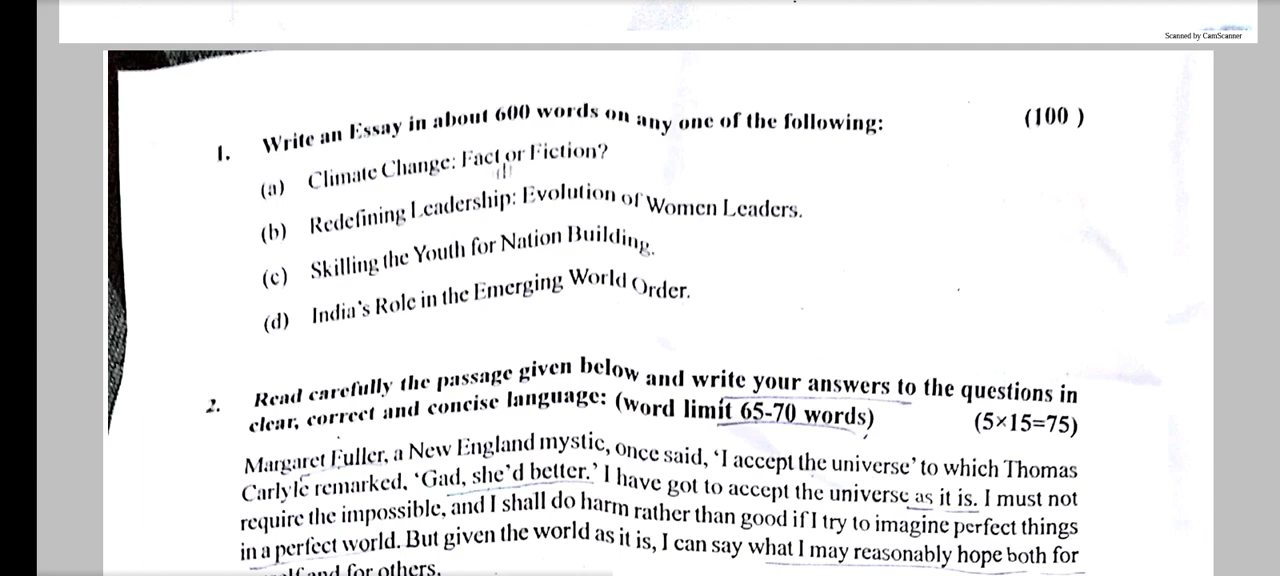 Scanned by CamScanner
1. Write an Essay in about 600 words on any one of the following: (100 )
(a) Climate Change: Fact or Fiction?
(b) Redefining Leadership: Evolution of Women Leaders.
(c) Skilling the Youth for Nation Building.
(d) India's Role in the Emerging World Order.
2. Read carefully the passage given below and write your answers to the questions in
clear, correct and concise language: (word limit 65-70 words) (5×15=75)
Margaret Fuller, a New England mystic, once said, 'I accept the universe' to which Thomas
Carlyle remarked, 'Gad, she'd better.' I have got to accept the universe as it is. I must not
require the impossible, and I shall do harm rather than good if I try to imagine perfect things
in a perfect world. But given the world as it is, I can say what I may reasonably hope both for
and for others.